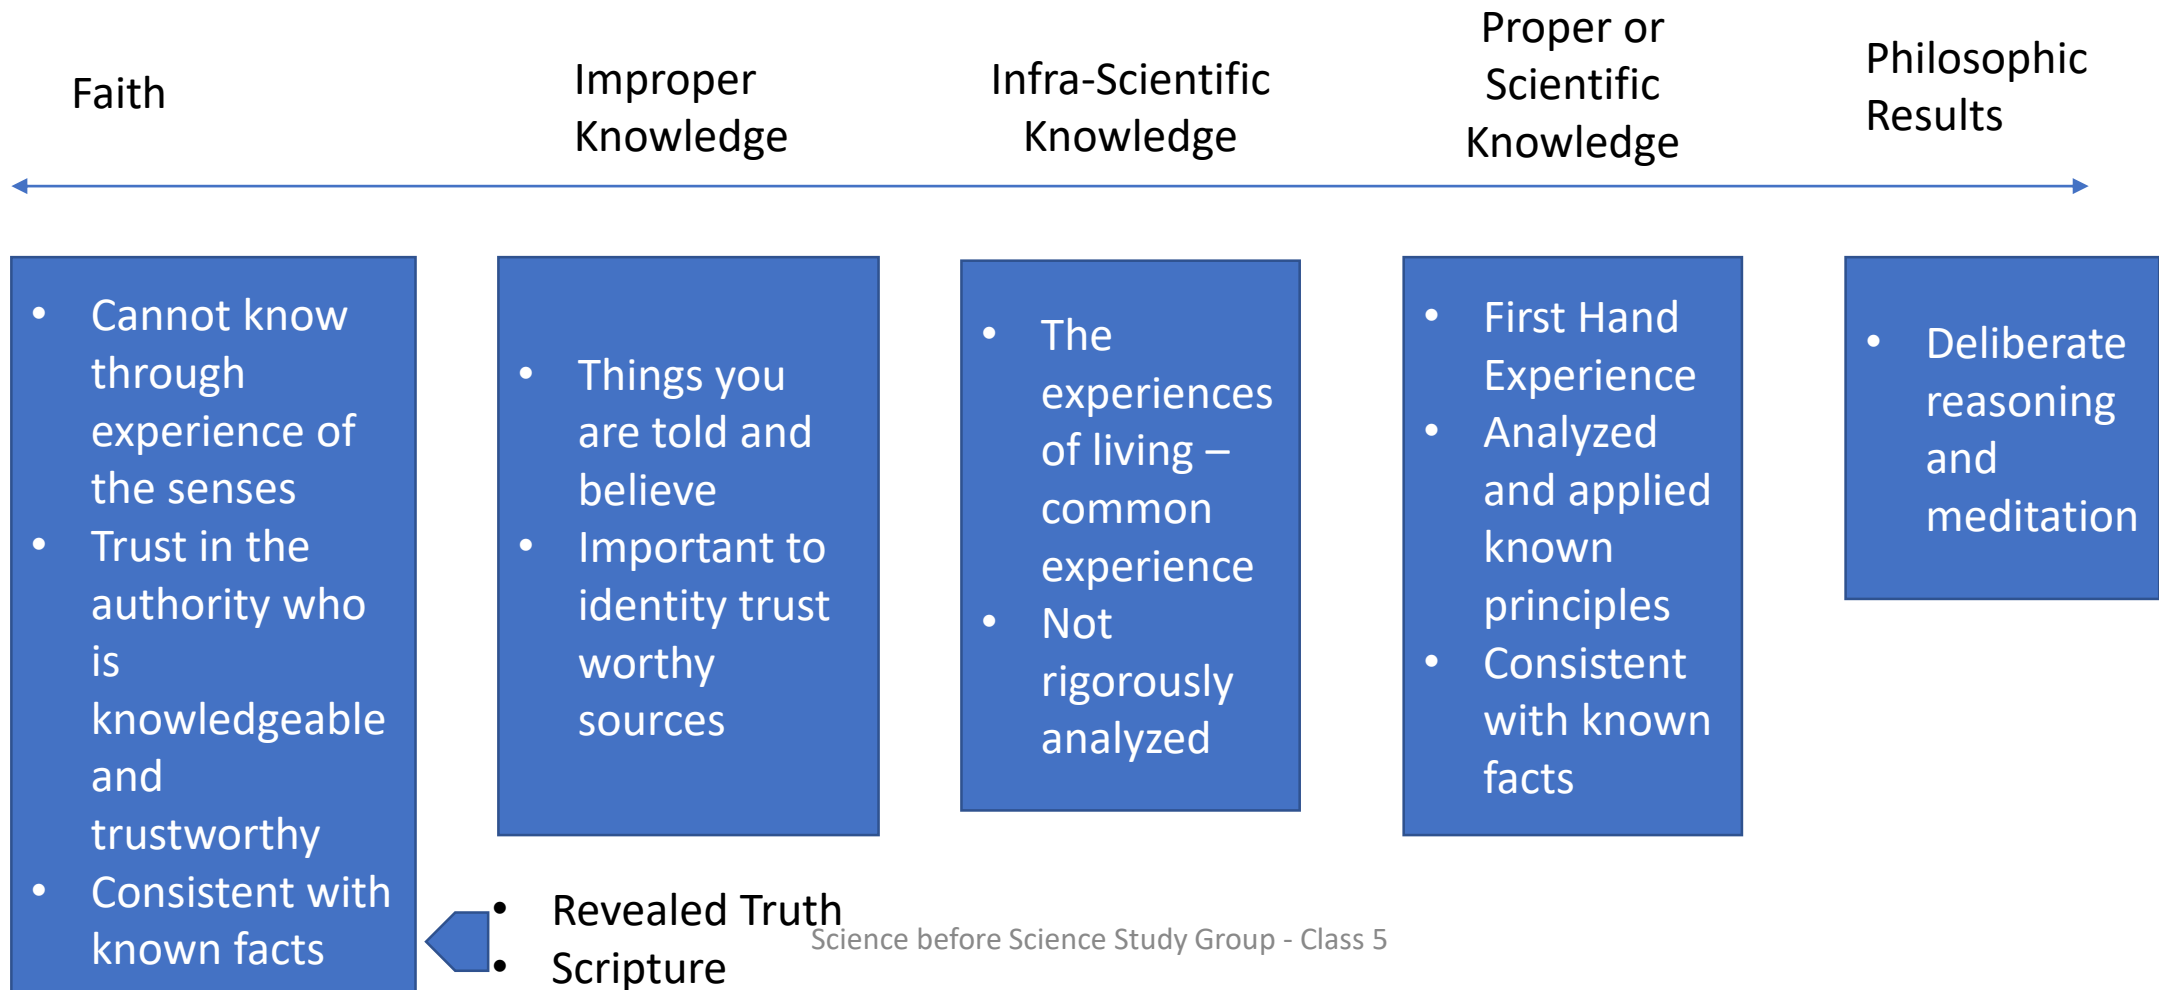 Faith
Improper
Knowledge
Infra-Scientific
Knowledge
Proper or
Scientific
Knowledge
Philosophic
Results
• Cannot know
through
experience of
the senses
• Trust in the
authority who
is
knowledgeable
and
trustworthy
• Consistent with
known facts
• Things you
are told and
believe
• Important to
identity trust
worthy
sources
• The
experiences
of living –
common
experience
• Not
rigorously
analyzed
• First Hand
Experience
• Analyzed
and applied
known
principles
• Consistent
with known
facts
• Deliberate
reasoning
and
meditation
• Revealed Truth
• Scripture
Science before Science Study Group - Class 5